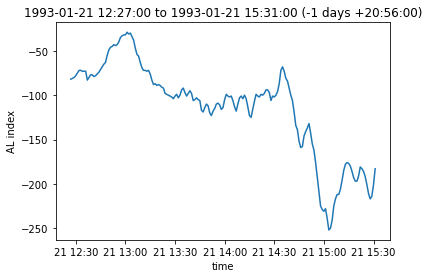 1993-01-21 12:27:00 to 1993-01-21 15:31:00 (-1 days +20:56:00)
AL index
−50
−100
−150
−200
−250
21 12:30 21 13:00 21 13:30 21 14:00 21 14:30 21 15:00 21 15:30
time